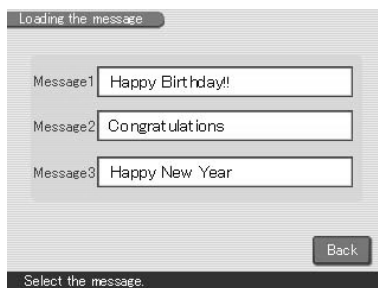 Loading the message
Message1 Happy Birthday!!
Message2 Congratulations
Message3 Happy New Year
Back
Select the message.